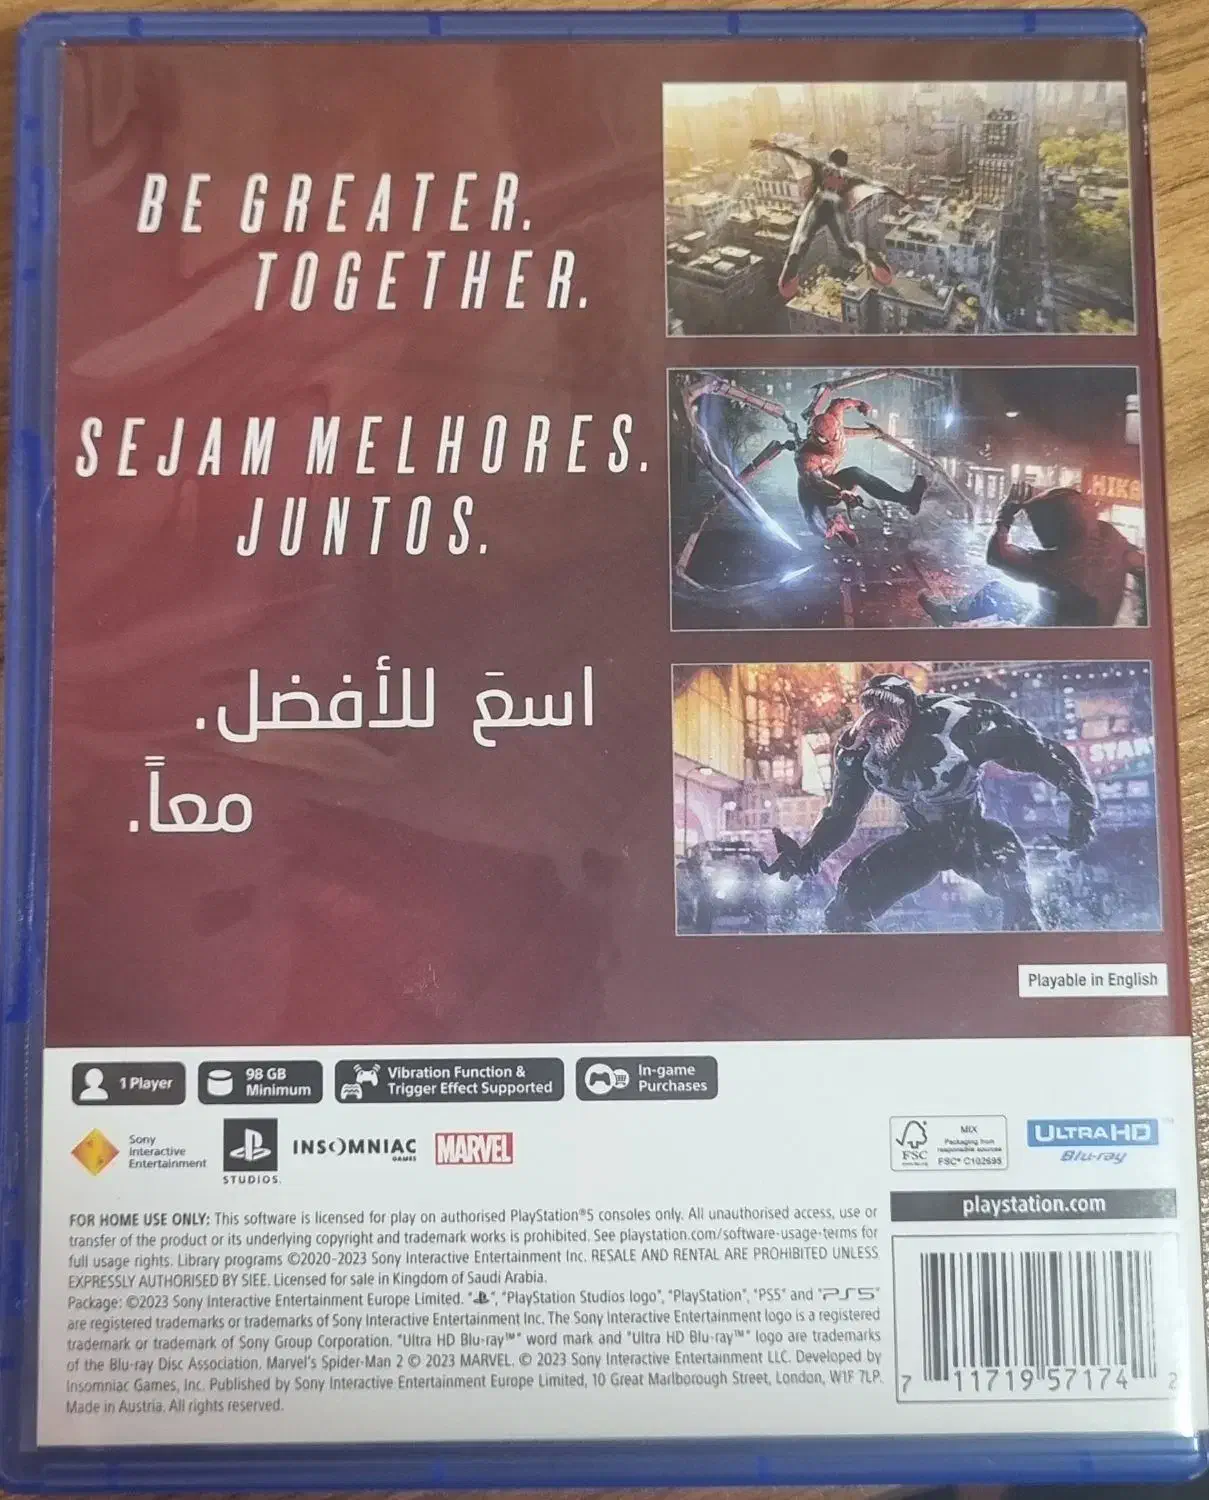 BE GREATER.
TOGETHER.
SEJAM MELHORES.
JUNTOS.
اسعَ للأفضل.
معاً.
HIKA
STAR
Playable in English
1 Player
98 GB
Minimum
Vibration Function &
Trigger Effect Supported
In-game
Purchases
Sony
Interactive
Entertainment
STUDIOS.
INSOMNIAC
GAMES
MARVEL
FSC
MIX
Packaging from
responsible sources
FSC® C102695
ULTRA HD
Blu-ray
playstation.com
FOR HOME USE ONLY: This software is licensed for play on authorised PlayStation®5 consoles only. All unauthorised access, use or
transfer of the product or its underlying copyright and trademark works is prohibited. See playstation.com/software-usage-terms for
full usage rights. Library programs ©2020-2023 Sony Interactive Entertainment Inc. RESALE AND RENTAL ARE PROHIBITED UNLESS
EXPRESSLY AUTHORISED BY SIEE. Licensed for sale in Kingdom of Saudi Arabia.
Package: ©2023 Sony Interactive Entertainment Europe Limited. "", "PlayStation Studios logo", "PlayStation", "PS5" and "PS5"
are registered trademarks or trademarks of Sony Interactive Entertainment Inc. The Sony Interactive Entertainment logo is a registered
trademark or trademark of Sony Group Corporation. "Ultra HD Blu-ray™" word mark and "Ultra HD Blu-ray™" logo are trademarks
of the Blu-ray Disc Association. Marvel's Spider-Man 2 © 2023 MARVEL. © 2023 Sony Interactive Entertainment LLC. Developed by
Insomniac Games, Inc. Published by Sony Interactive Entertainment Europe Limited, 10 Great Marlborough Street, London, W1F 7LP.
Made in Austria. All rights reserved.
7 11719 57174 2